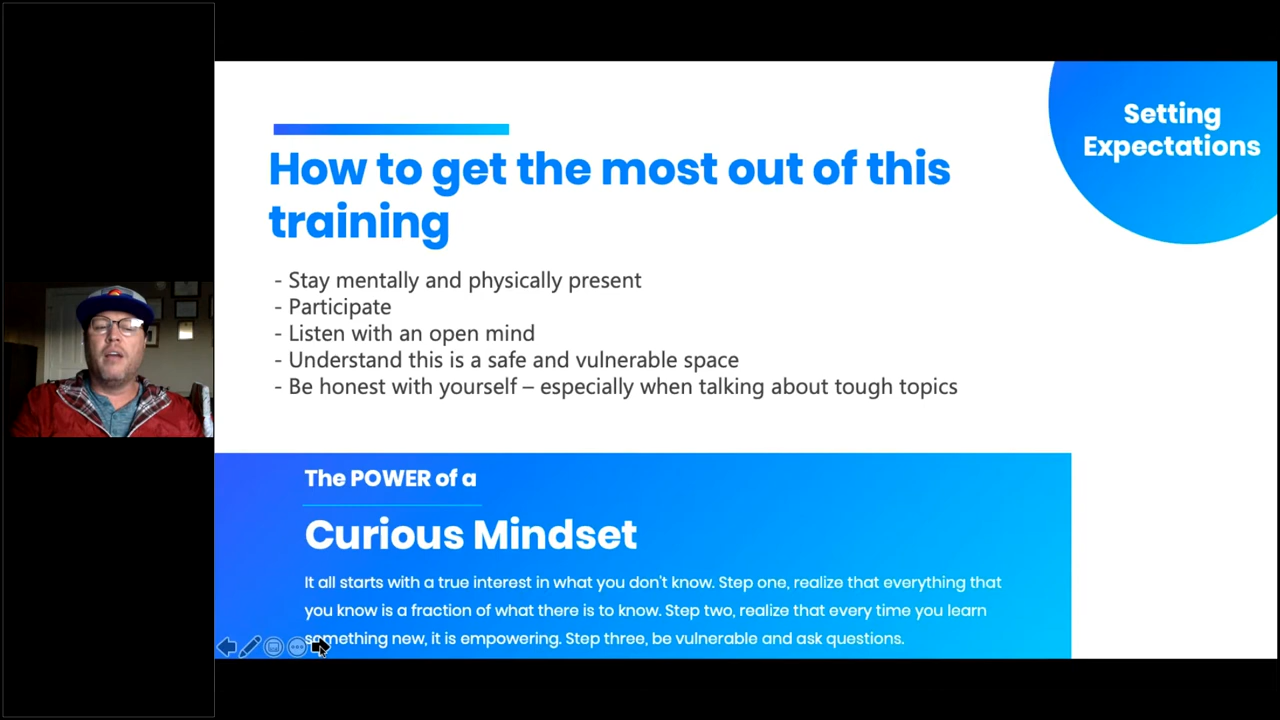 Setting
Expectations
How to get the most out of this
training
- Stay mentally and physically present
- Participate
- Listen with an open mind
- Understand this is a safe and vulnerable space
- Be honest with yourself – especially when talking about tough topics
The POWER of a
Curious Mindset
It all starts with a true interest in what you don't know. Step one, realize that everything that
you know is a fraction of what there is to know. Step two, realize that every time you learn
something new, it is empowering. Step three, be vulnerable and ask questions.